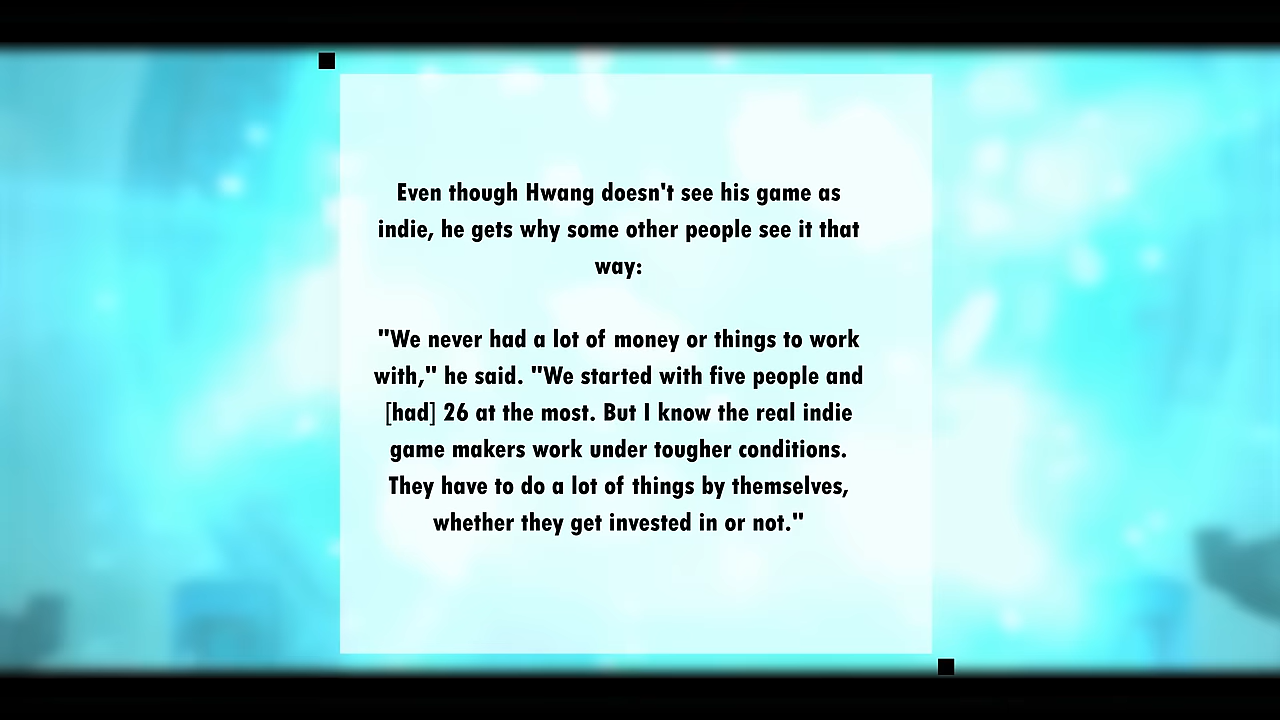 Even though Hwang doesn't see his game as
indie, he gets why some other people see it that
way:
"We never had a lot of money or things to work
with," he said. "We started with five people and
[had] 26 at the most. But I know the real indie
game makers work under tougher conditions.
They have to do a lot of things by themselves,
whether they get invested in or not."